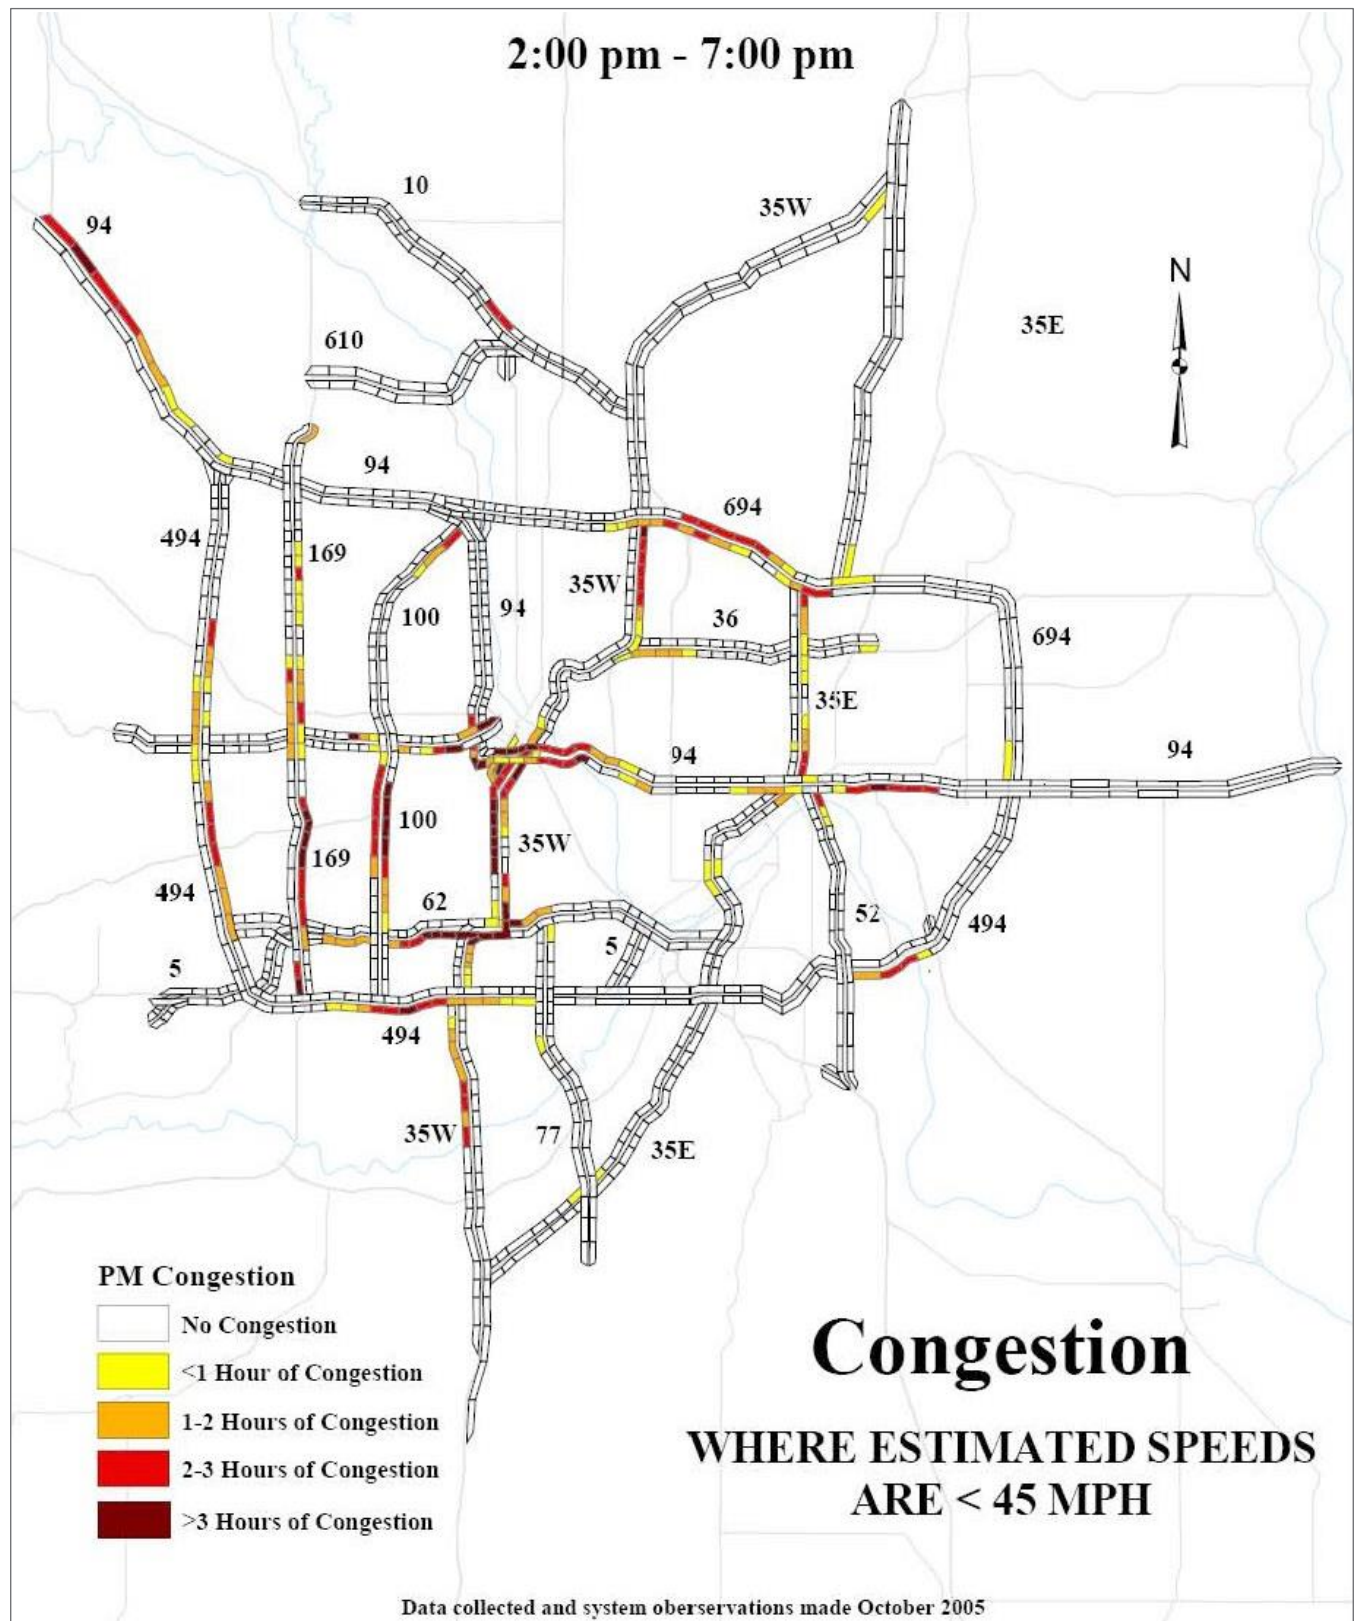 2:00 pm - 7:00 pm
10
35W
94
N
35E
610
94
694
494
169
35W
100
94
36
694
35E
94
94
100
35W
169
494
62
52
5
494
5
494
35W
77
35E
PM Congestion
No Congestion
<1 Hour of Congestion
1-2 Hours of Congestion
2-3 Hours of Congestion
>3 Hours of Congestion
Congestion
WHERE ESTIMATED SPEEDS
ARE < 45 MPH
Data collected and system oberservations made October 2005